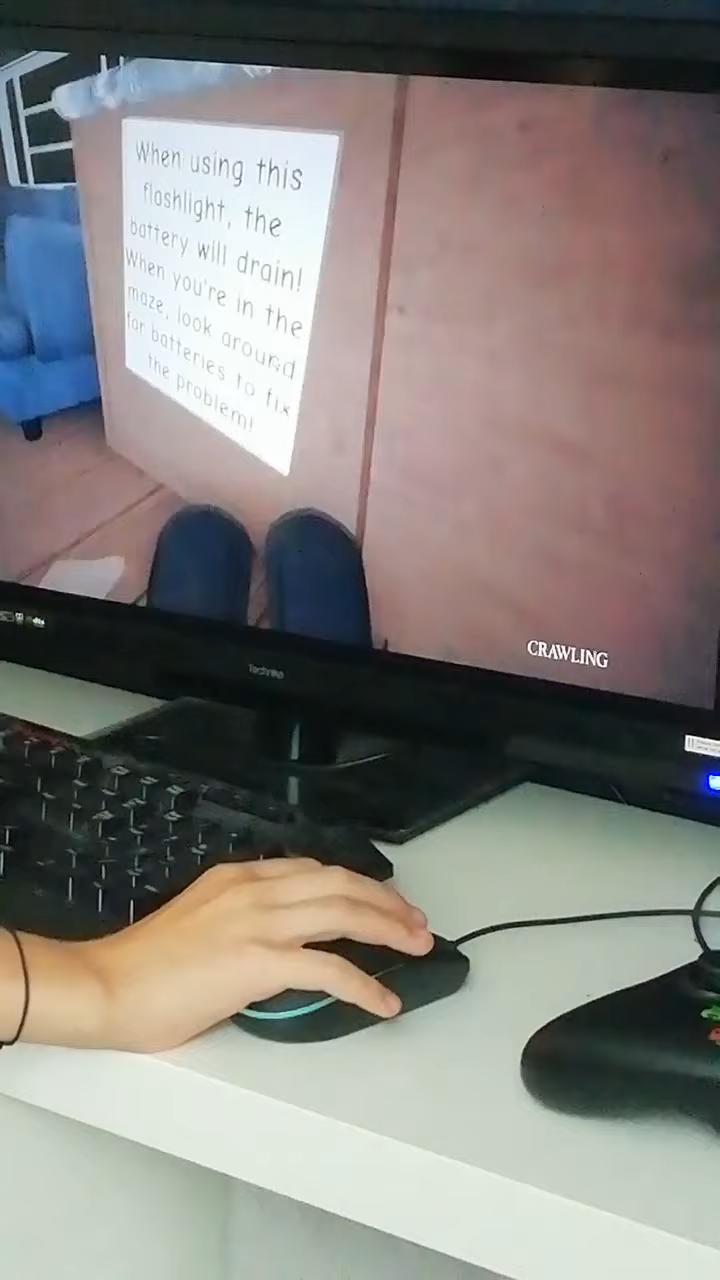 When using this
flashlight, the
battery will drain!
When you're in the
maze, look around
for batteries to fix
the problem!
CRAWLING
Technika